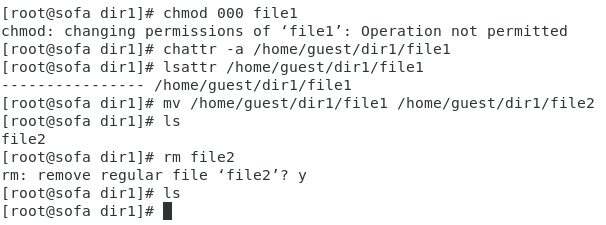 [root@sofa dir1]# chmod 000 file1
chmod: changing permissions of ‘file1’: Operation not permitted
[root@sofa dir1]# chattr -a /home/guest/dir1/file1
[root@sofa dir1]# lsattr /home/guest/dir1/file1
---------------- /home/guest/dir1/file1
[root@sofa dir1]# mv /home/guest/dir1/file1 /home/guest/dir1/file2
[root@sofa dir1]# ls
file2
[root@sofa dir1]# rm file2
rm: remove regular file ‘file2’? y
[root@sofa dir1]# ls
[root@sofa dir1]#